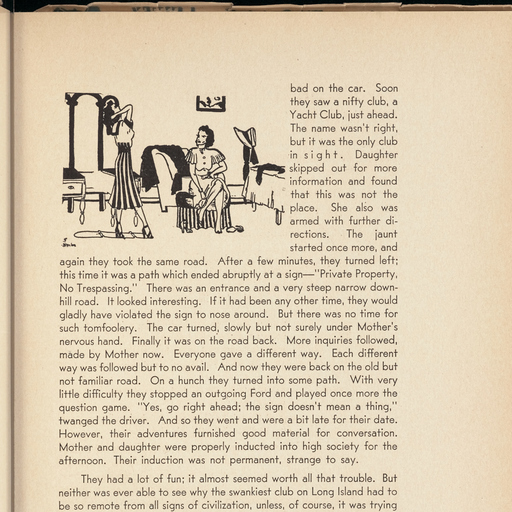 bad on the car. Soon
they saw a nifty club, a
Yacht Club, just ahead.
The name wasn't right,
but it was the only club
in sight. Daughter
skipped out for more
information and found
that this was not the
place. She also was
armed with further di-
rections. The jaunt
started once more, and
again they took the same road. After a few minutes, they turned left;
this time it was a path which ended abruptly at a sign—"Private Property,
No Trespassing." There was an entrance and a very steep narrow down-
hill road. It looked interesting. If it had been any other time, they would
gladly have violated the sign to nose around. But there was no time for
such tomfoolery. The car turned, slowly but not surely under Mother's
nervous hand. Finally it was on the road back. More inquiries followed,
made by Mother now. Everyone gave a different way. Each different
way was followed but to no avail. And now they were back on the old but
not familiar road. On a hunch they turned into some path. With very
little difficulty they stopped an outgoing Ford and played once more the
question game. "Yes, go right ahead; the sign doesn't mean a thing,"
twanged the driver. And so they went and were a bit late for their date.
However, their adventures furnished good material for conversation.
Mother and daughter were properly inducted into high society for the
afternoon. Their induction was not permanent, strange to say.
They had a lot of fun; it almost seemed worth all that trouble. But
neither was ever able to see why the swankiest club on Long Island had to
be so remote from all signs of civilization, unless, of course, it was trying